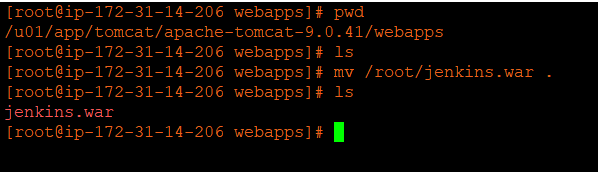 [root@ip-172-31-14-206 webapps]# pwd
/u01/app/tomcat/apache-tomcat-9.0.41/webapps
[root@ip-172-31-14-206 webapps]# ls
[root@ip-172-31-14-206 webapps]# mv /root/jenkins.war .
[root@ip-172-31-14-206 webapps]# ls
jenkins.war
[root@ip-172-31-14-206 webapps]#